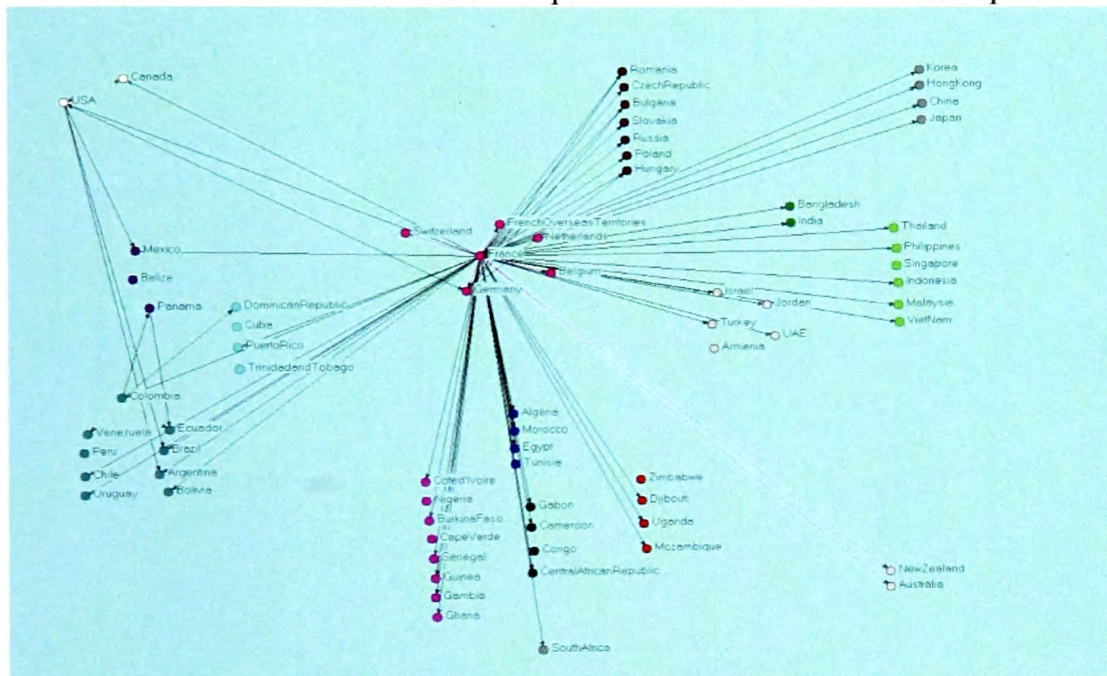 Canada
USA
Romania
CzechRepublic
Bulgaria
Slovakia
Russia
Poland
Hungary
Korea
HongKong
China
Japan
Bangladesh
India
Thailand
Philippines
Singapore
Indonesia
Malaysia
VietNam
FrenchOverseasTerritories
Switzerland
Netherlands
France
Belgium
Germany
Israel
Jordan
Turkey
UAE
Armenia
Mexico
Belize
Panama
DominicanRepublic
Cuba
PuertoRico
TrinidadandTobago
Colombia
Venezuela
Ecuador
Peru
Brazil
Chile
Argentina
Uruguay
Bolivia
Algeria
Morocco
Egypt
Tunisia
Coted'Ivoire
Nigeria
BurkinaFaso
CapeVerde
Senegal
Guinea
Gambia
Ghana
Gabon
Cameroon
Congo
CentralAfricanRepublic
Zimbabwe
Djibouti
Uganda
Mozambique
NewZealand
Australia
SouthAfrica